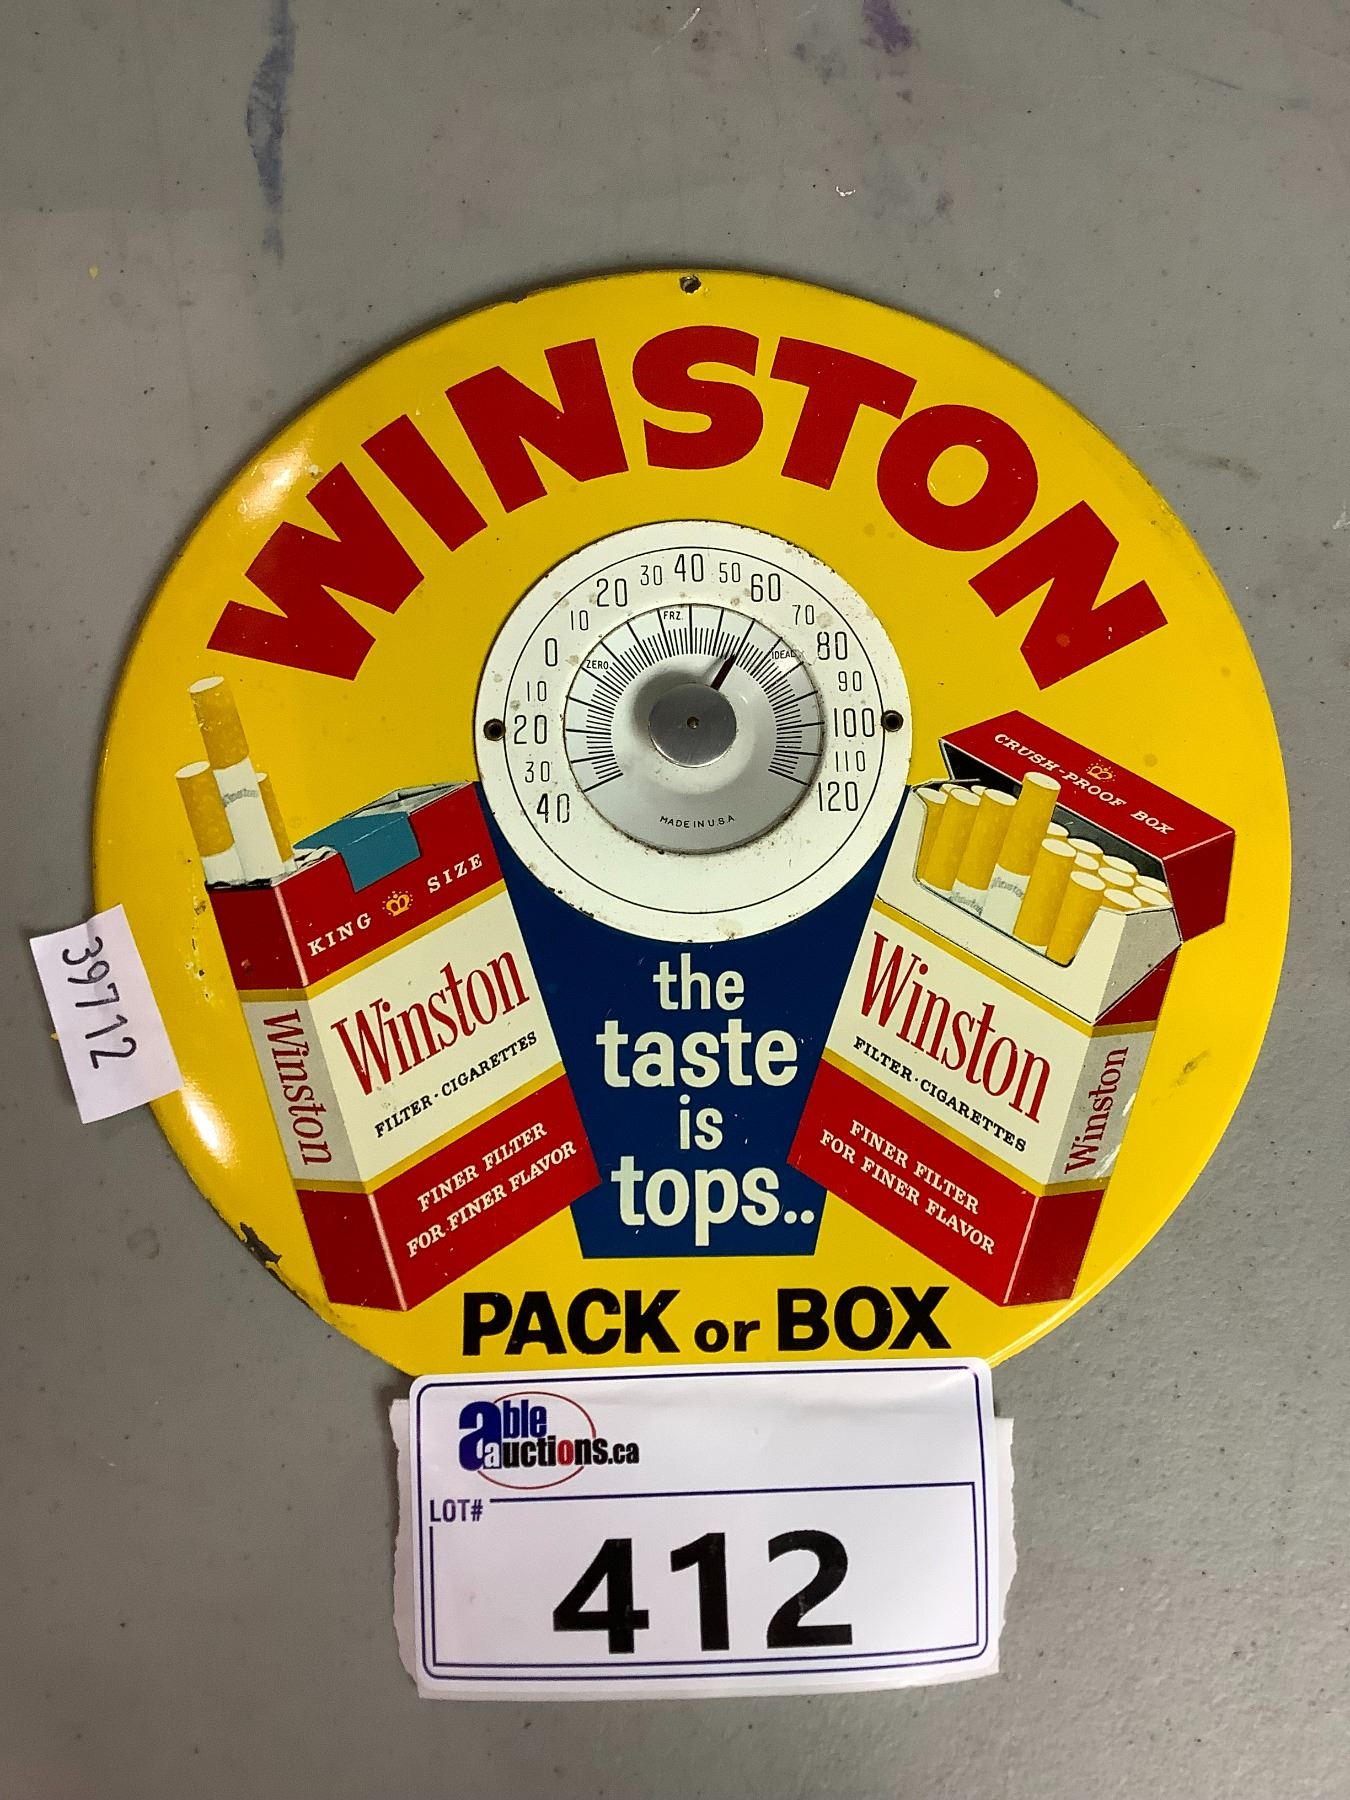 WINSTON
40 30 20 10 0 10 20 30 40 50 60 70 80 90 100 110 120
ZERO
FRZ.
IDEAL
MADE IN U.S.A
KING SIZE
Winston
FILTER·CIGARETTES
FINER FILTER
FOR FINER FLAVOR
Winston
Winston
the
taste
is
tops..
CRUSH-PROOF BOX
Winston
Winston
Winston
FILTER·CIGARETTES
FINER FILTER
FOR FINER FLAVOR
Winston
PACK or BOX
39712
able
auctions.ca
LOT#
412